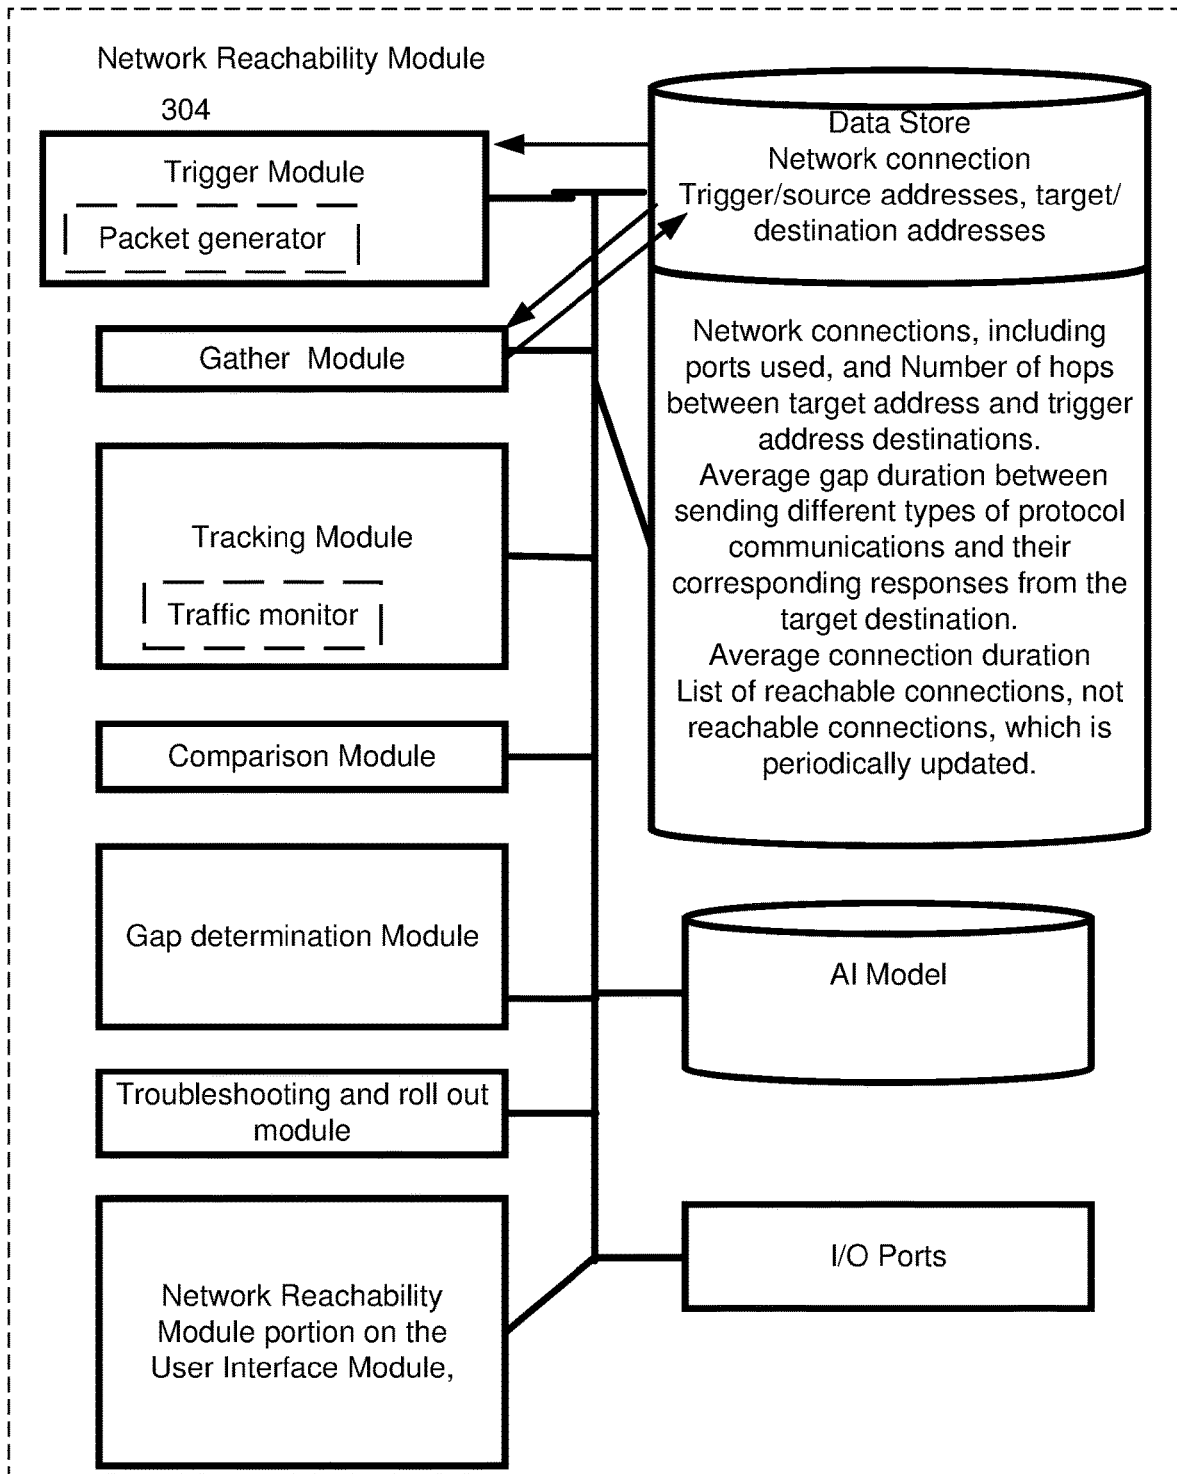 Network Reachability Module
304
Trigger Module
Packet generator
Gather Module
Tracking Module
Traffic monitor
Comparison Module
Gap determination Module
Troubleshooting and roll out
module
Network Reachability
Module portion on the
User Interface Module,
Data Store
Network connection
Trigger/source addresses, target/
destination addresses
Network connections, including
ports used, and Number of hops
between target address and trigger
address destinations.
Average gap duration between
sending different types of protocol
communications and their
corresponding responses from the
target destination.
Average connection duration
List of reachable connections, not
reachable connections, which is
periodically updated.
AI Model
I/O Ports